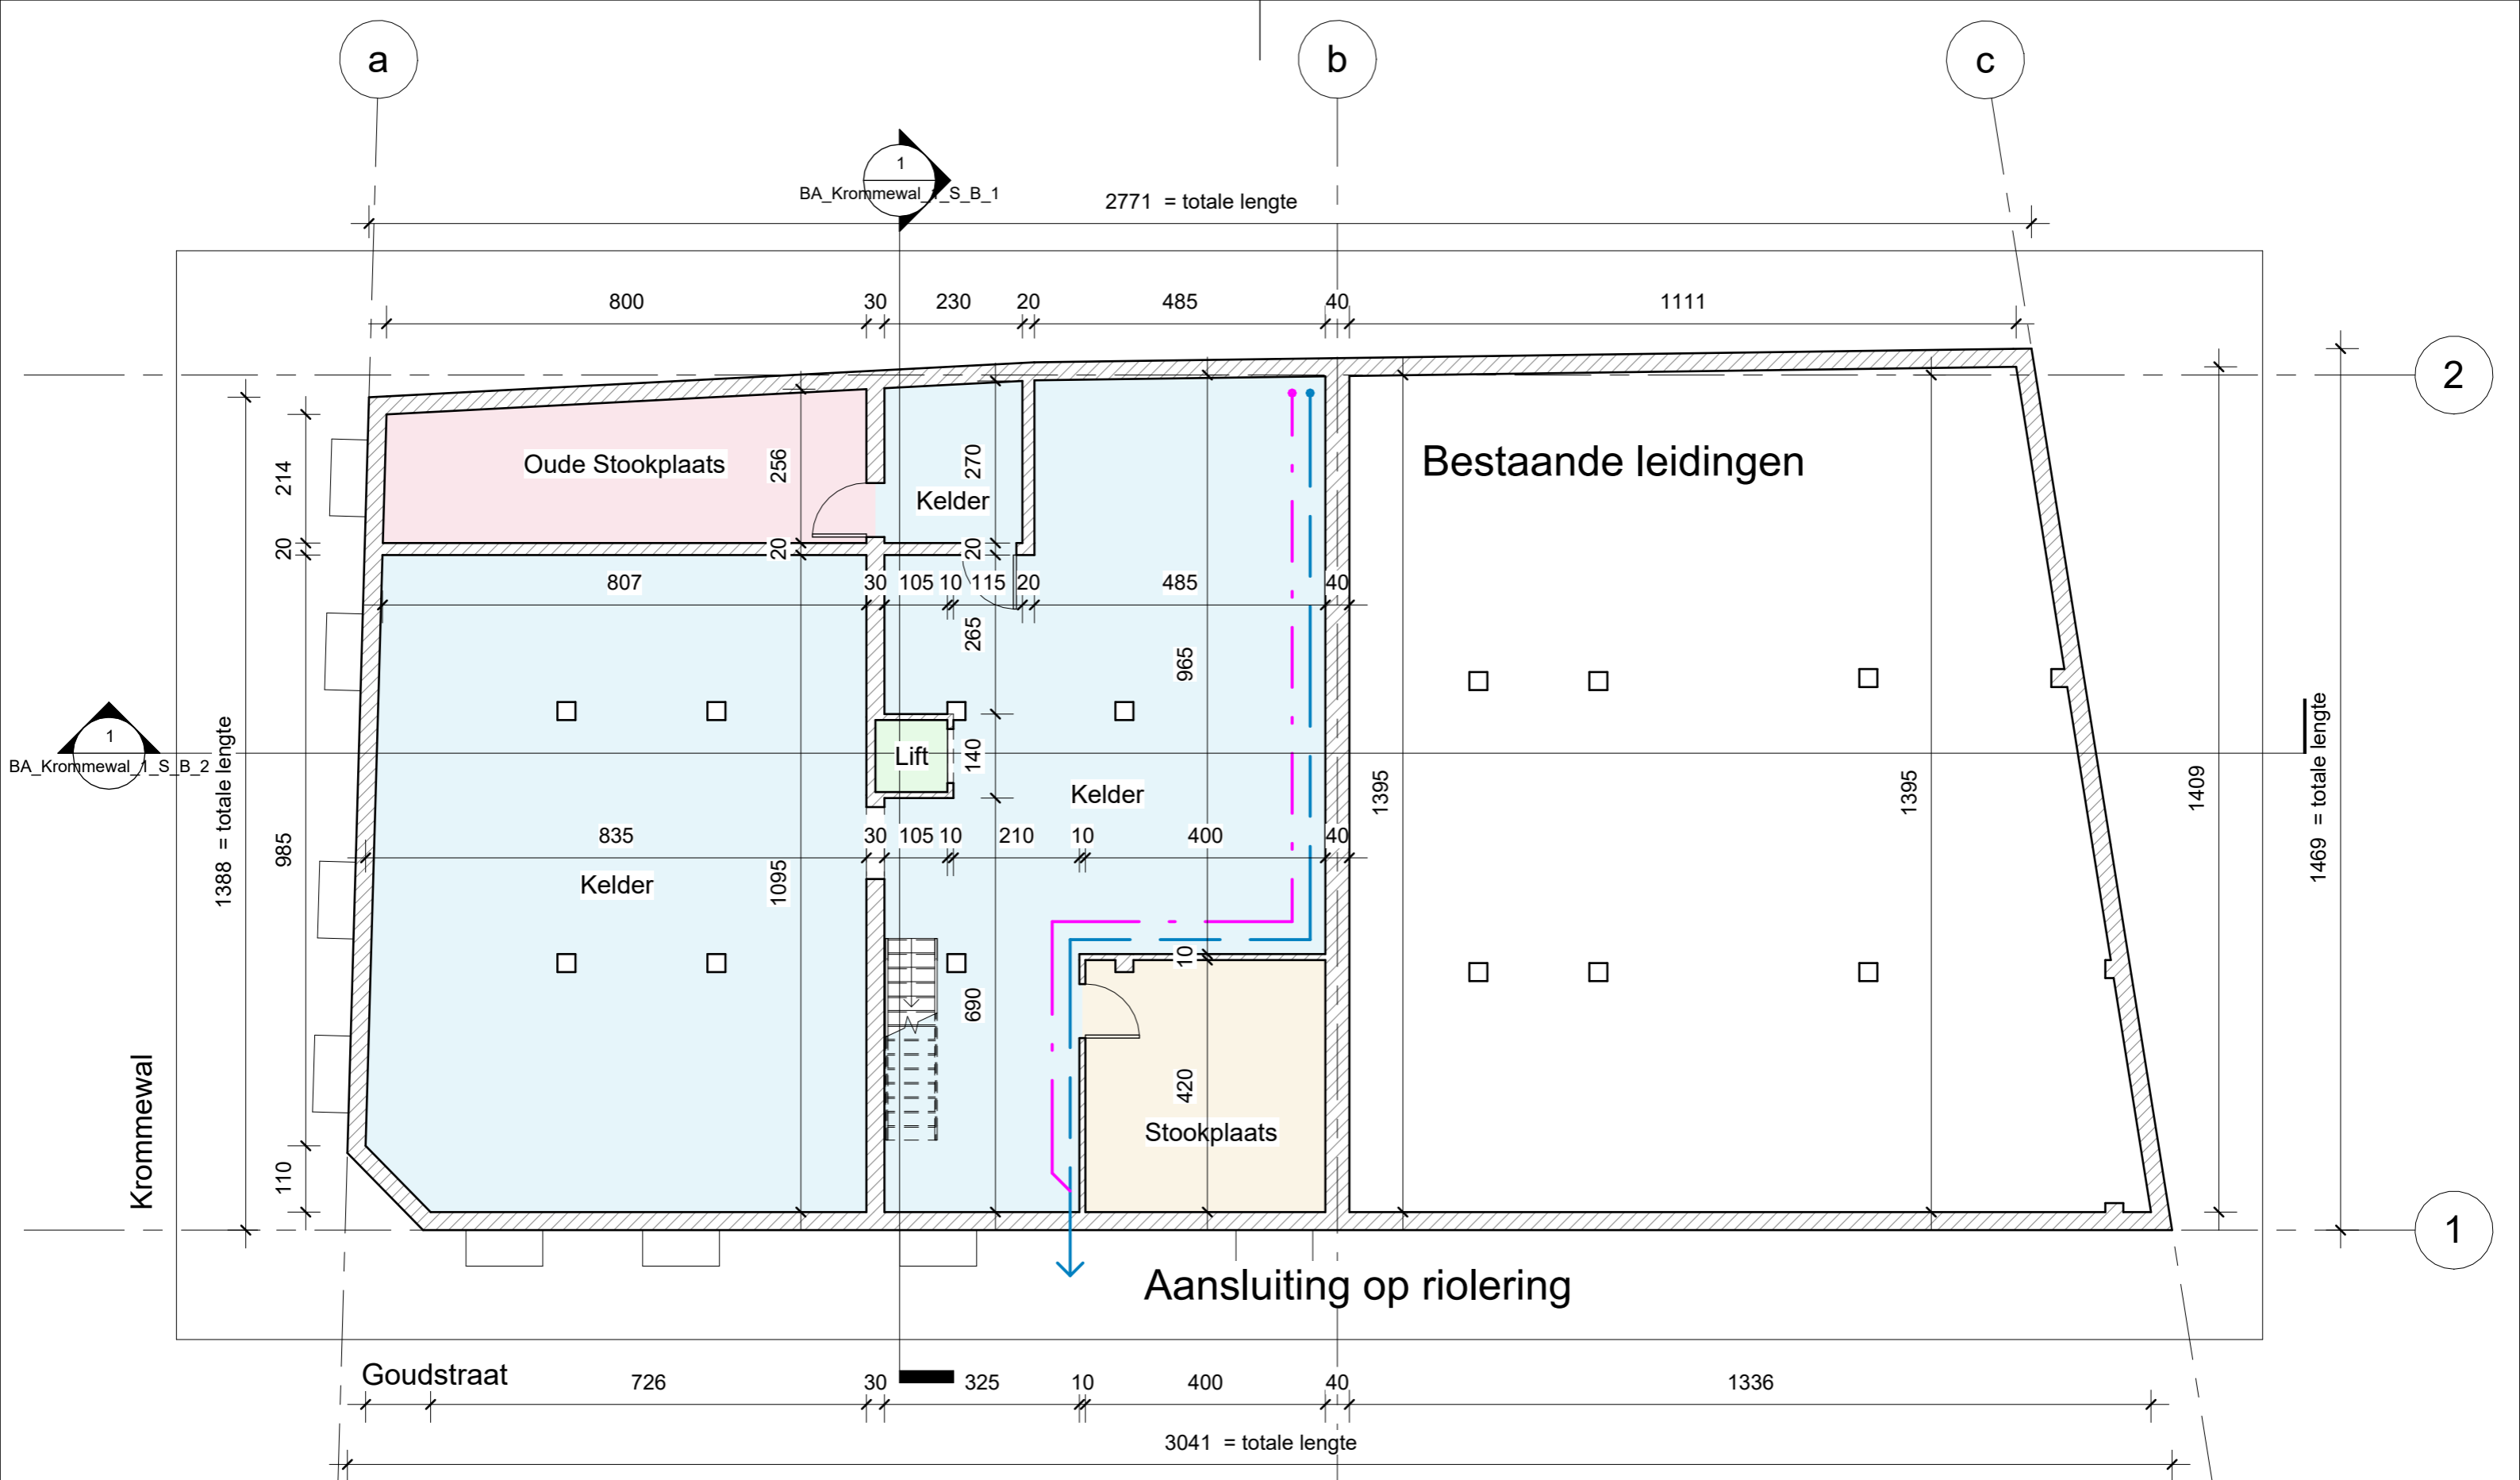 a
b
c
1
BA_Krommewal_1_S_B_1
2771 = totale lengte
800
30
230
20
485
40
1111
2
Bestaande leidingen
Oude Stookplaats
256
270
Kelder
214
20
20
20
807
30
105
10
115
20
485
40
265
965
1
BA_Krommewal_1_S_B_2
Lift
140
Kelder
1388 = totale lengte
985
1395
1395
1409
1469 = totale lengte
835
30
105
10
210
10
400
40
Kelder
1095
10
690
420
Stookplaats
Krommewal
110
1
Aansluiting op riolering
Goudstraat
726
30
325
10
400
40
1336
3041 = totale lengte